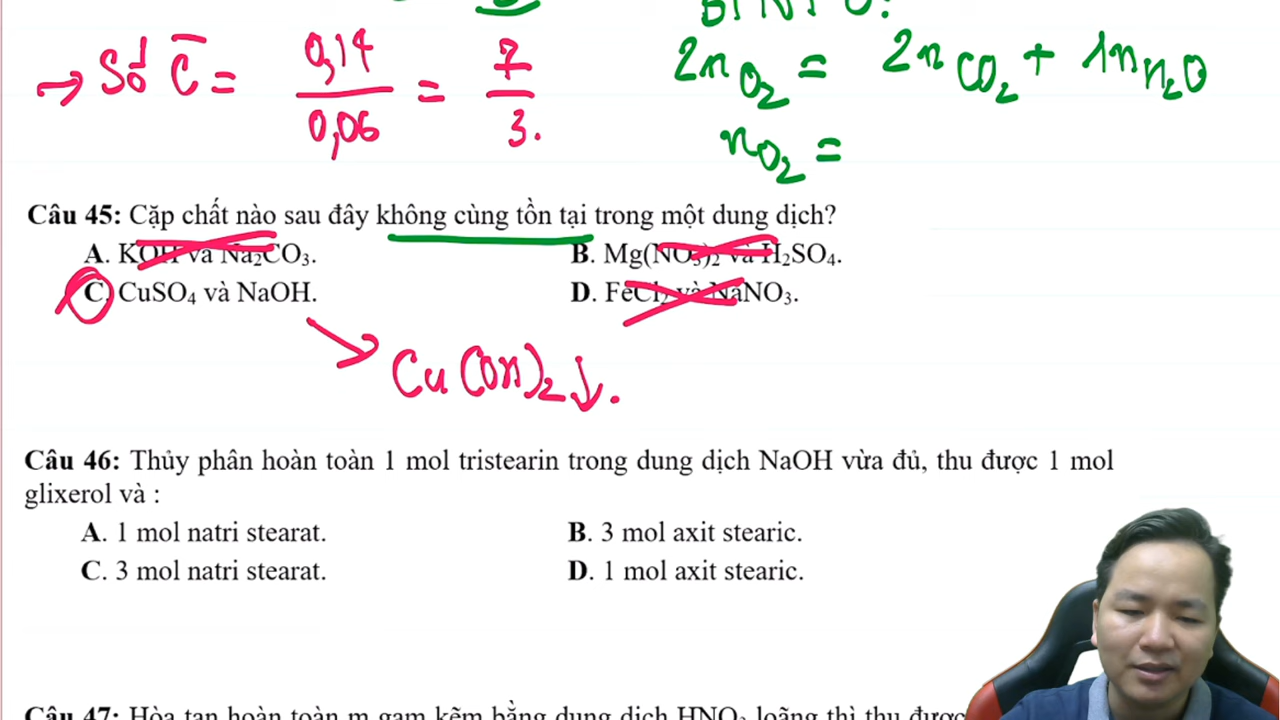 BTNT O:
→ Số C̅ = 0,14 / 0,06 = 7 / 3.
2nO₂ = 2nCO₂ + 1nH₂O
nO₂ =
Câu 45: Cặp chất nào sau đây không cùng tồn tại trong một dung dịch?
A. KOH và Na₂CO₃. B. Mg(NO₃)₂ và H₂SO₄.
C. CuSO₄ và NaOH. D. FeCl₂ và NaNO₃.
Cu(OH)₂↓.
Câu 46: Thủy phân hoàn toàn 1 mol tristearin trong dung dịch NaOH vừa đủ, thu được 1 mol
glixerol và :
A. 1 mol natri stearat. B. 3 mol axit stearic.
C. 3 mol natri stearat. D. 1 mol axit stearic.
Câu 47: Hòa tan hoàn toàn m gam kẽm bằng dung dịch HNO₃ loãng thì thu được